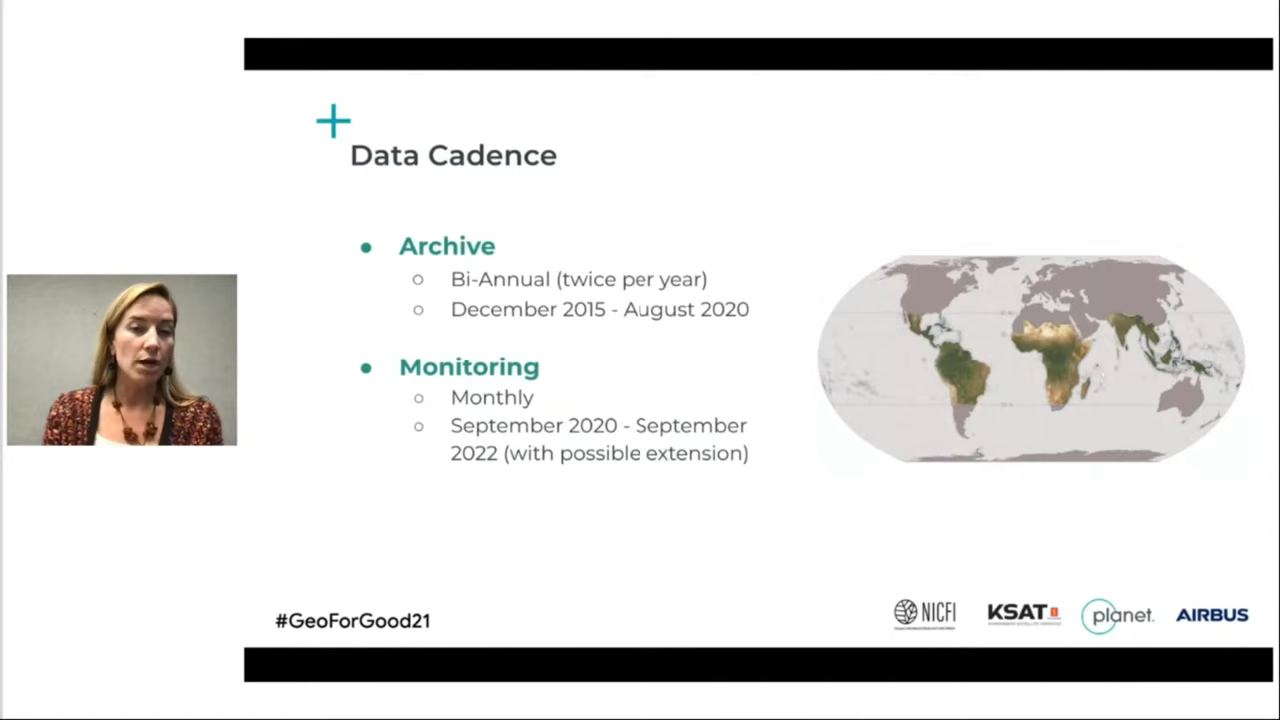 Data Cadence
Archive
Bi-Annual (twice per year)
December 2015 - August 2020
Monitoring
Monthly
September 2020 - September
2022 (with possible extension)
#GeoForGood21
NICFI
KSAT
planet.
AIRBUS